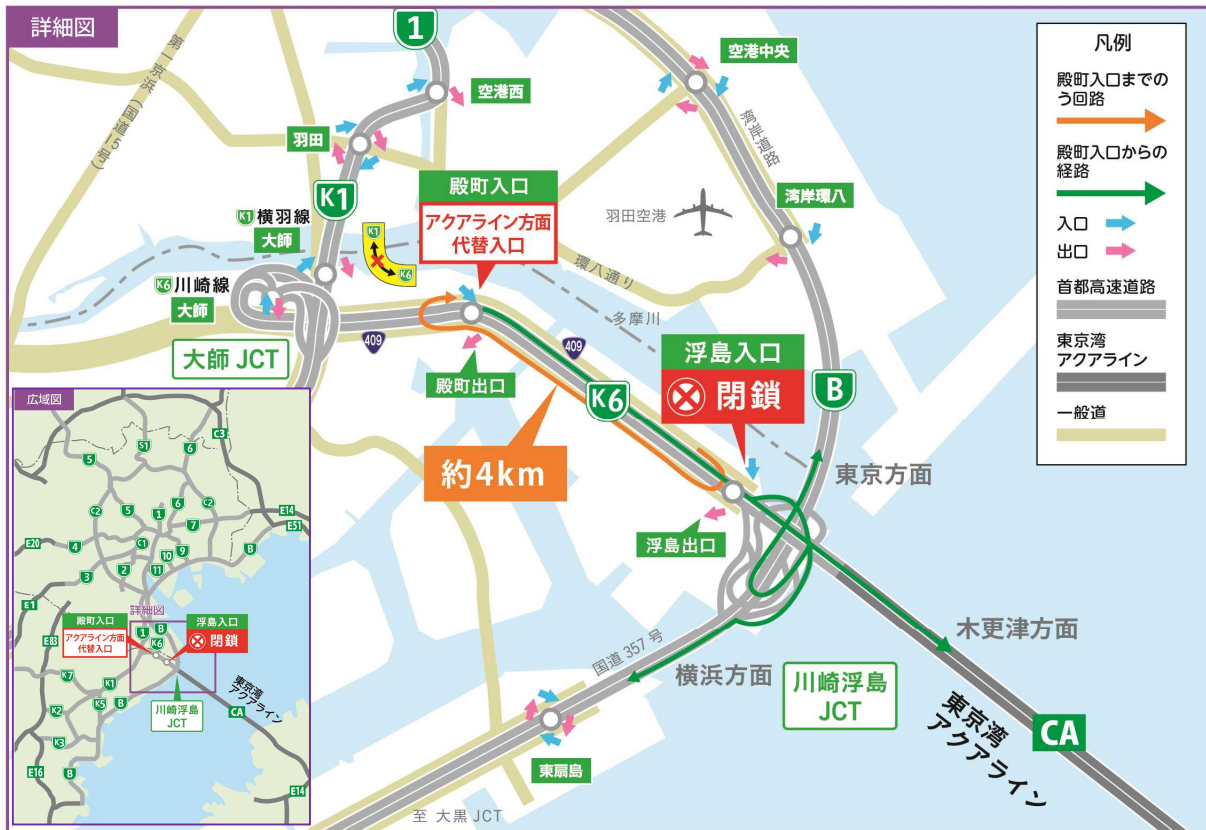 詳細図
1
第一京浜（国道15号）
空港西
羽田
K1
K1 横羽線
大師
K6 川崎線
大師
K1
K6
大師 JCT
殿町入口
アクアライン方面
代替入口
409
殿町出口
409
約4km
K6
空港中央
湾岸道路
湾岸環八
羽田空港
環八通り
多摩川
浮島入口
閉鎖
B
東京方面
浮島出口
木更津方面
国道357号
横浜方面
川崎浮島
JCT
東京湾
アクアライン
CA
東扇島
至 大黒JCT
凡例
殿町入口までの
う回路
殿町入口からの
経路
入口
出口
首都高速道路
東京湾
アクアライン
一般道
広域図
C3
S1
5
6
C2
5
1
6
C2
7
E14
E51
E20
4
C1
9
10
B
3
2
11
E1
詳細図
殿町入口
アクアライン方面
代替入口
浮島入口
閉鎖
E83
1
B
K6
K7
K1
K2
K5
B
川崎浮島
JCT
東京湾
アクアライン
CA
K3
E16
B
E14